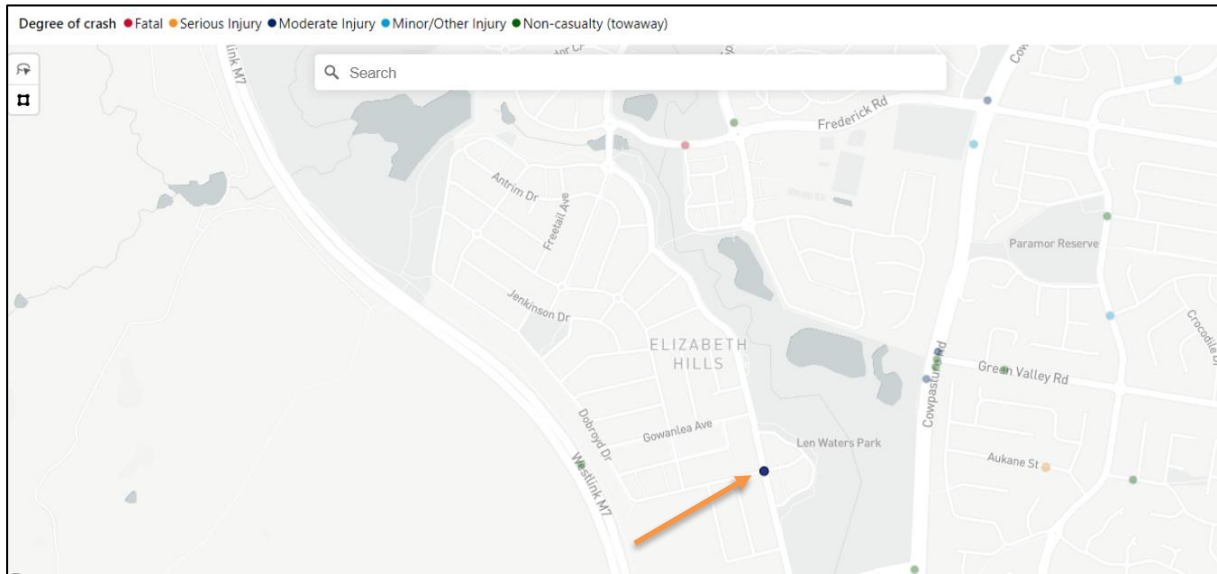 Degree of crash Fatal Serious Injury Moderate Injury Minor/Other Injury Non-casualty (towaway)
Westlink M7
Search
Frederick Rd
Antrim Dr
Freetail Ave
Paramor Reserve
Jenkinson Dr
ELIZABETH
HILLS
Cowpasture Rd
Green Valley Rd
Crocodile Dr
Dobroyd Dr
Gowanlea Ave
Len Waters Park
Aukane St
Westlink M7